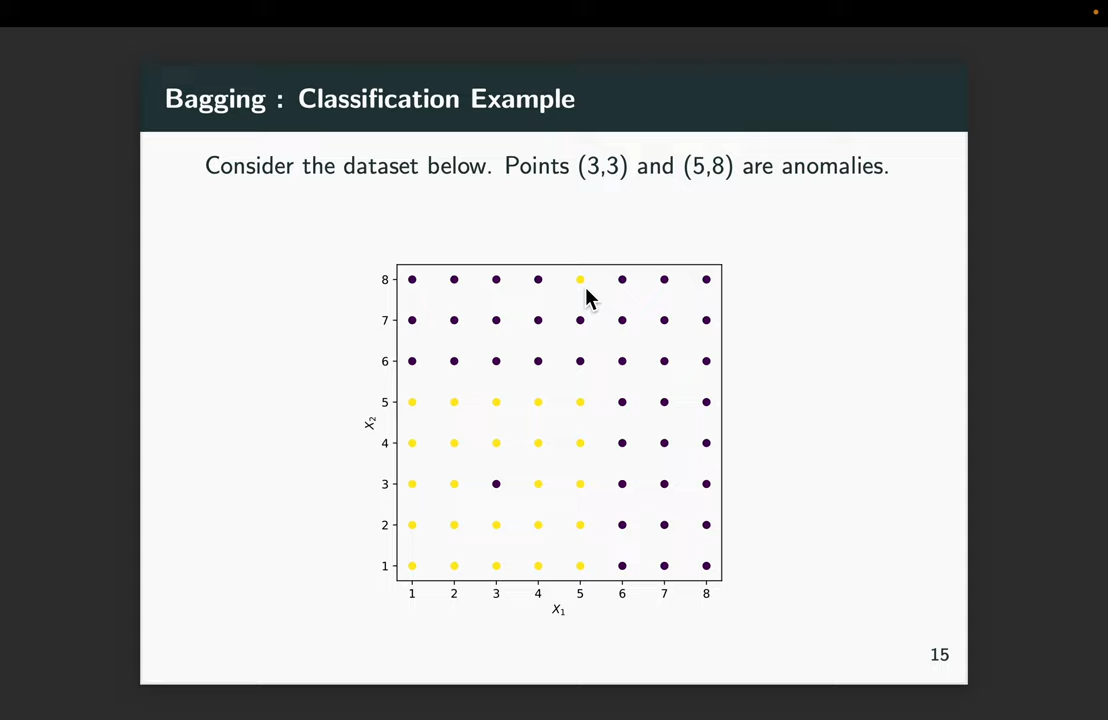 Bagging : Classification Example
Consider the dataset below. Points (3,3) and (5,8) are anomalies.
8
7
6
5
4
3
2
1
X₂
1 2 3 4 5 6 7 8
X₁
15